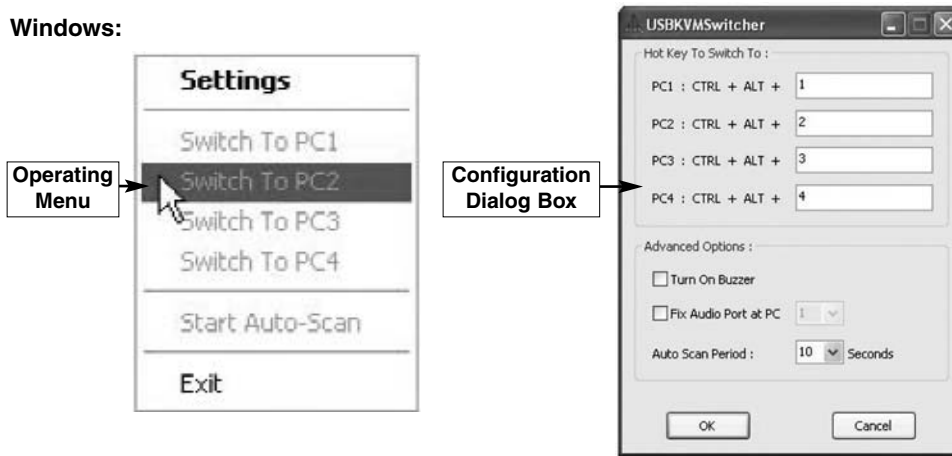 Windows:
Settings
Switch To PC1
Switch To PC2
Switch To PC3
Switch To PC4
Start Auto-Scan
Exit
Operating
Menu
Configuration
Dialog Box
USBKVMSwitcher
Hot Key To Switch To :
PC1 : CTRL + ALT + 1
PC2 : CTRL + ALT + 2
PC3 : CTRL + ALT + 3
PC4 : CTRL + ALT + 4
Advanced Options :
Turn On Buzzer
Fix Audio Port at PC 1
Auto Scan Period : 10 Seconds
OK Cancel